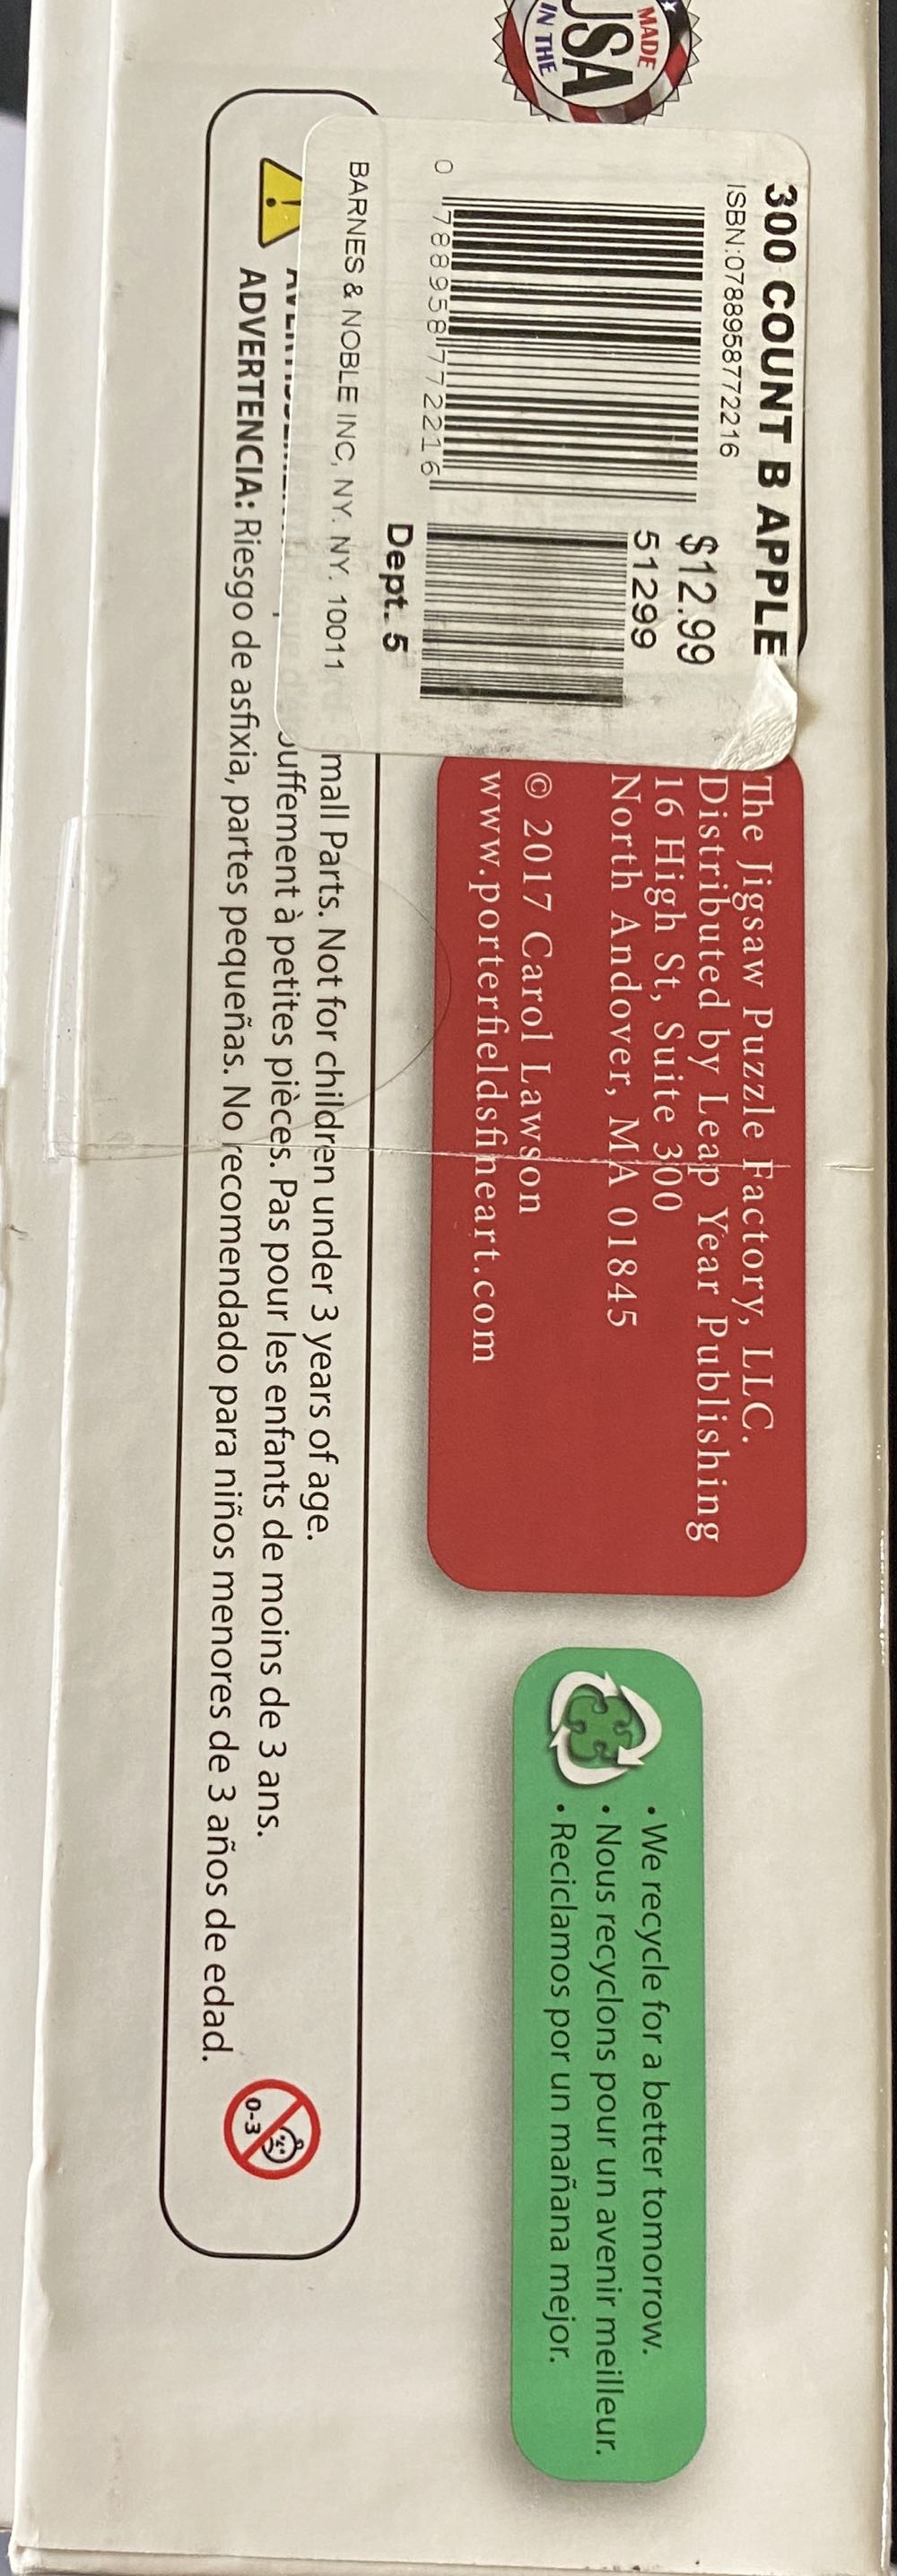 MADE
IN THE
USA
300 COUNT B APPLE
ISBN:0788958772216
$12.99
51299
0 788958 772216
Dept. 5
BARNES & NOBLE INC, NY. NY. 10011
The Jigsaw Puzzle Factory, LLC.
Distributed by Leap Year Publishing
16 High St, Suite 300
North Andover, MA 01845
© 2017 Carol Lawson
www.porterfieldsfineart.com
• We recycle for a better tomorrow.
• Nous recyclons pour un avenir meilleur.
• Reciclamos por un mañana mejor.
mall Parts. Not for children under 3 years of age.
ouffement à petites pièces. Pas pour les enfants de moins de 3 ans.
ADVERTENCIA: Riesgo de asfixia, partes pequeñas. No recomendado para niños menores de 3 años de edad.
0-3